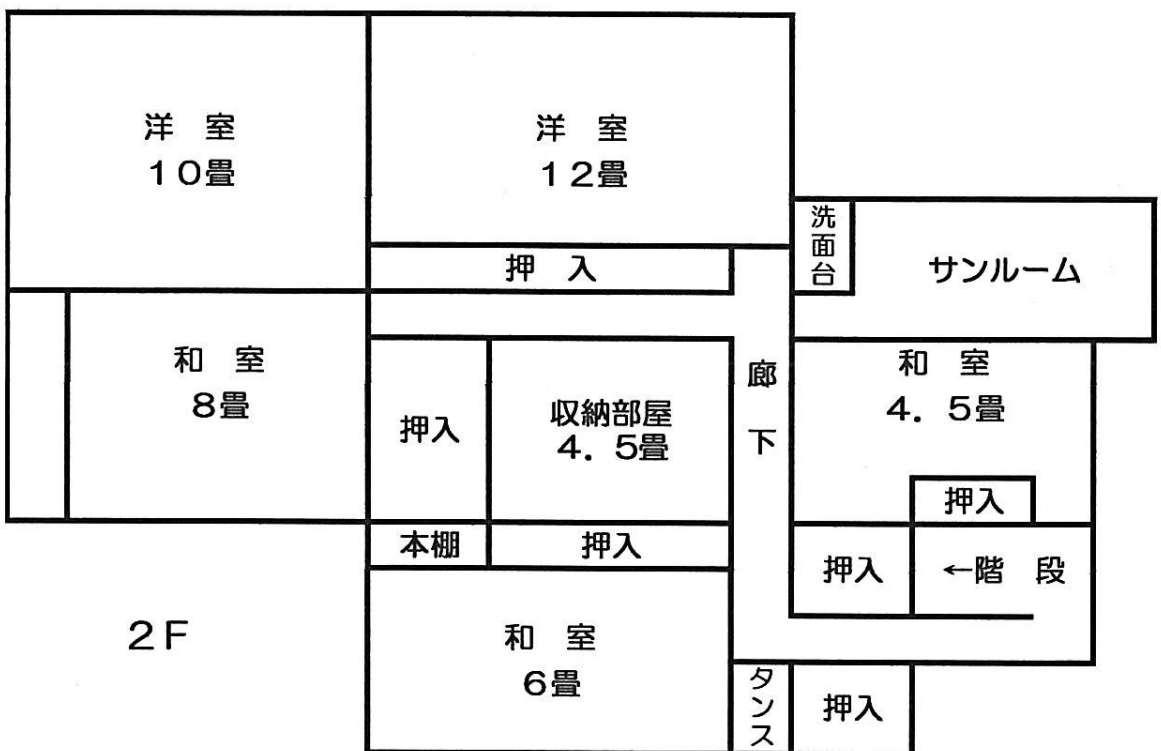 洋　室
１０畳
洋　室
１２畳
洗面台
サンルーム
押　入
和　室
８畳
押入
収納部屋
４．５畳
廊下
和　室
４．５畳
押入
本棚
押入
押入
←階　段
２Ｆ
和　室
６畳
タンス
押入